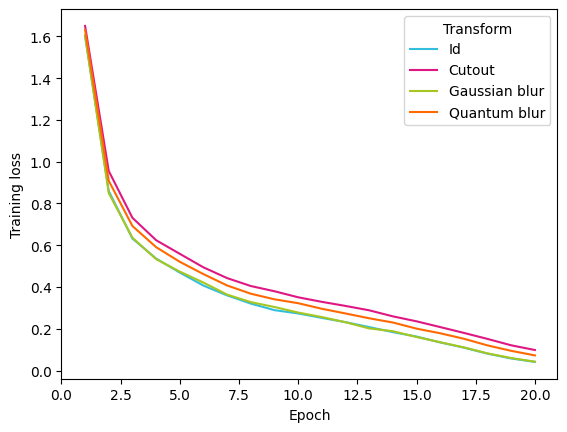 Transform
Id
Cutout
Gaussian blur
Quantum blur
Training loss
1.6
1.4
1.2
1.0
0.8
0.6
0.4
0.2
0.0
0.0 2.5 5.0 7.5 10.0 12.5 15.0 17.5 20.0
Epoch